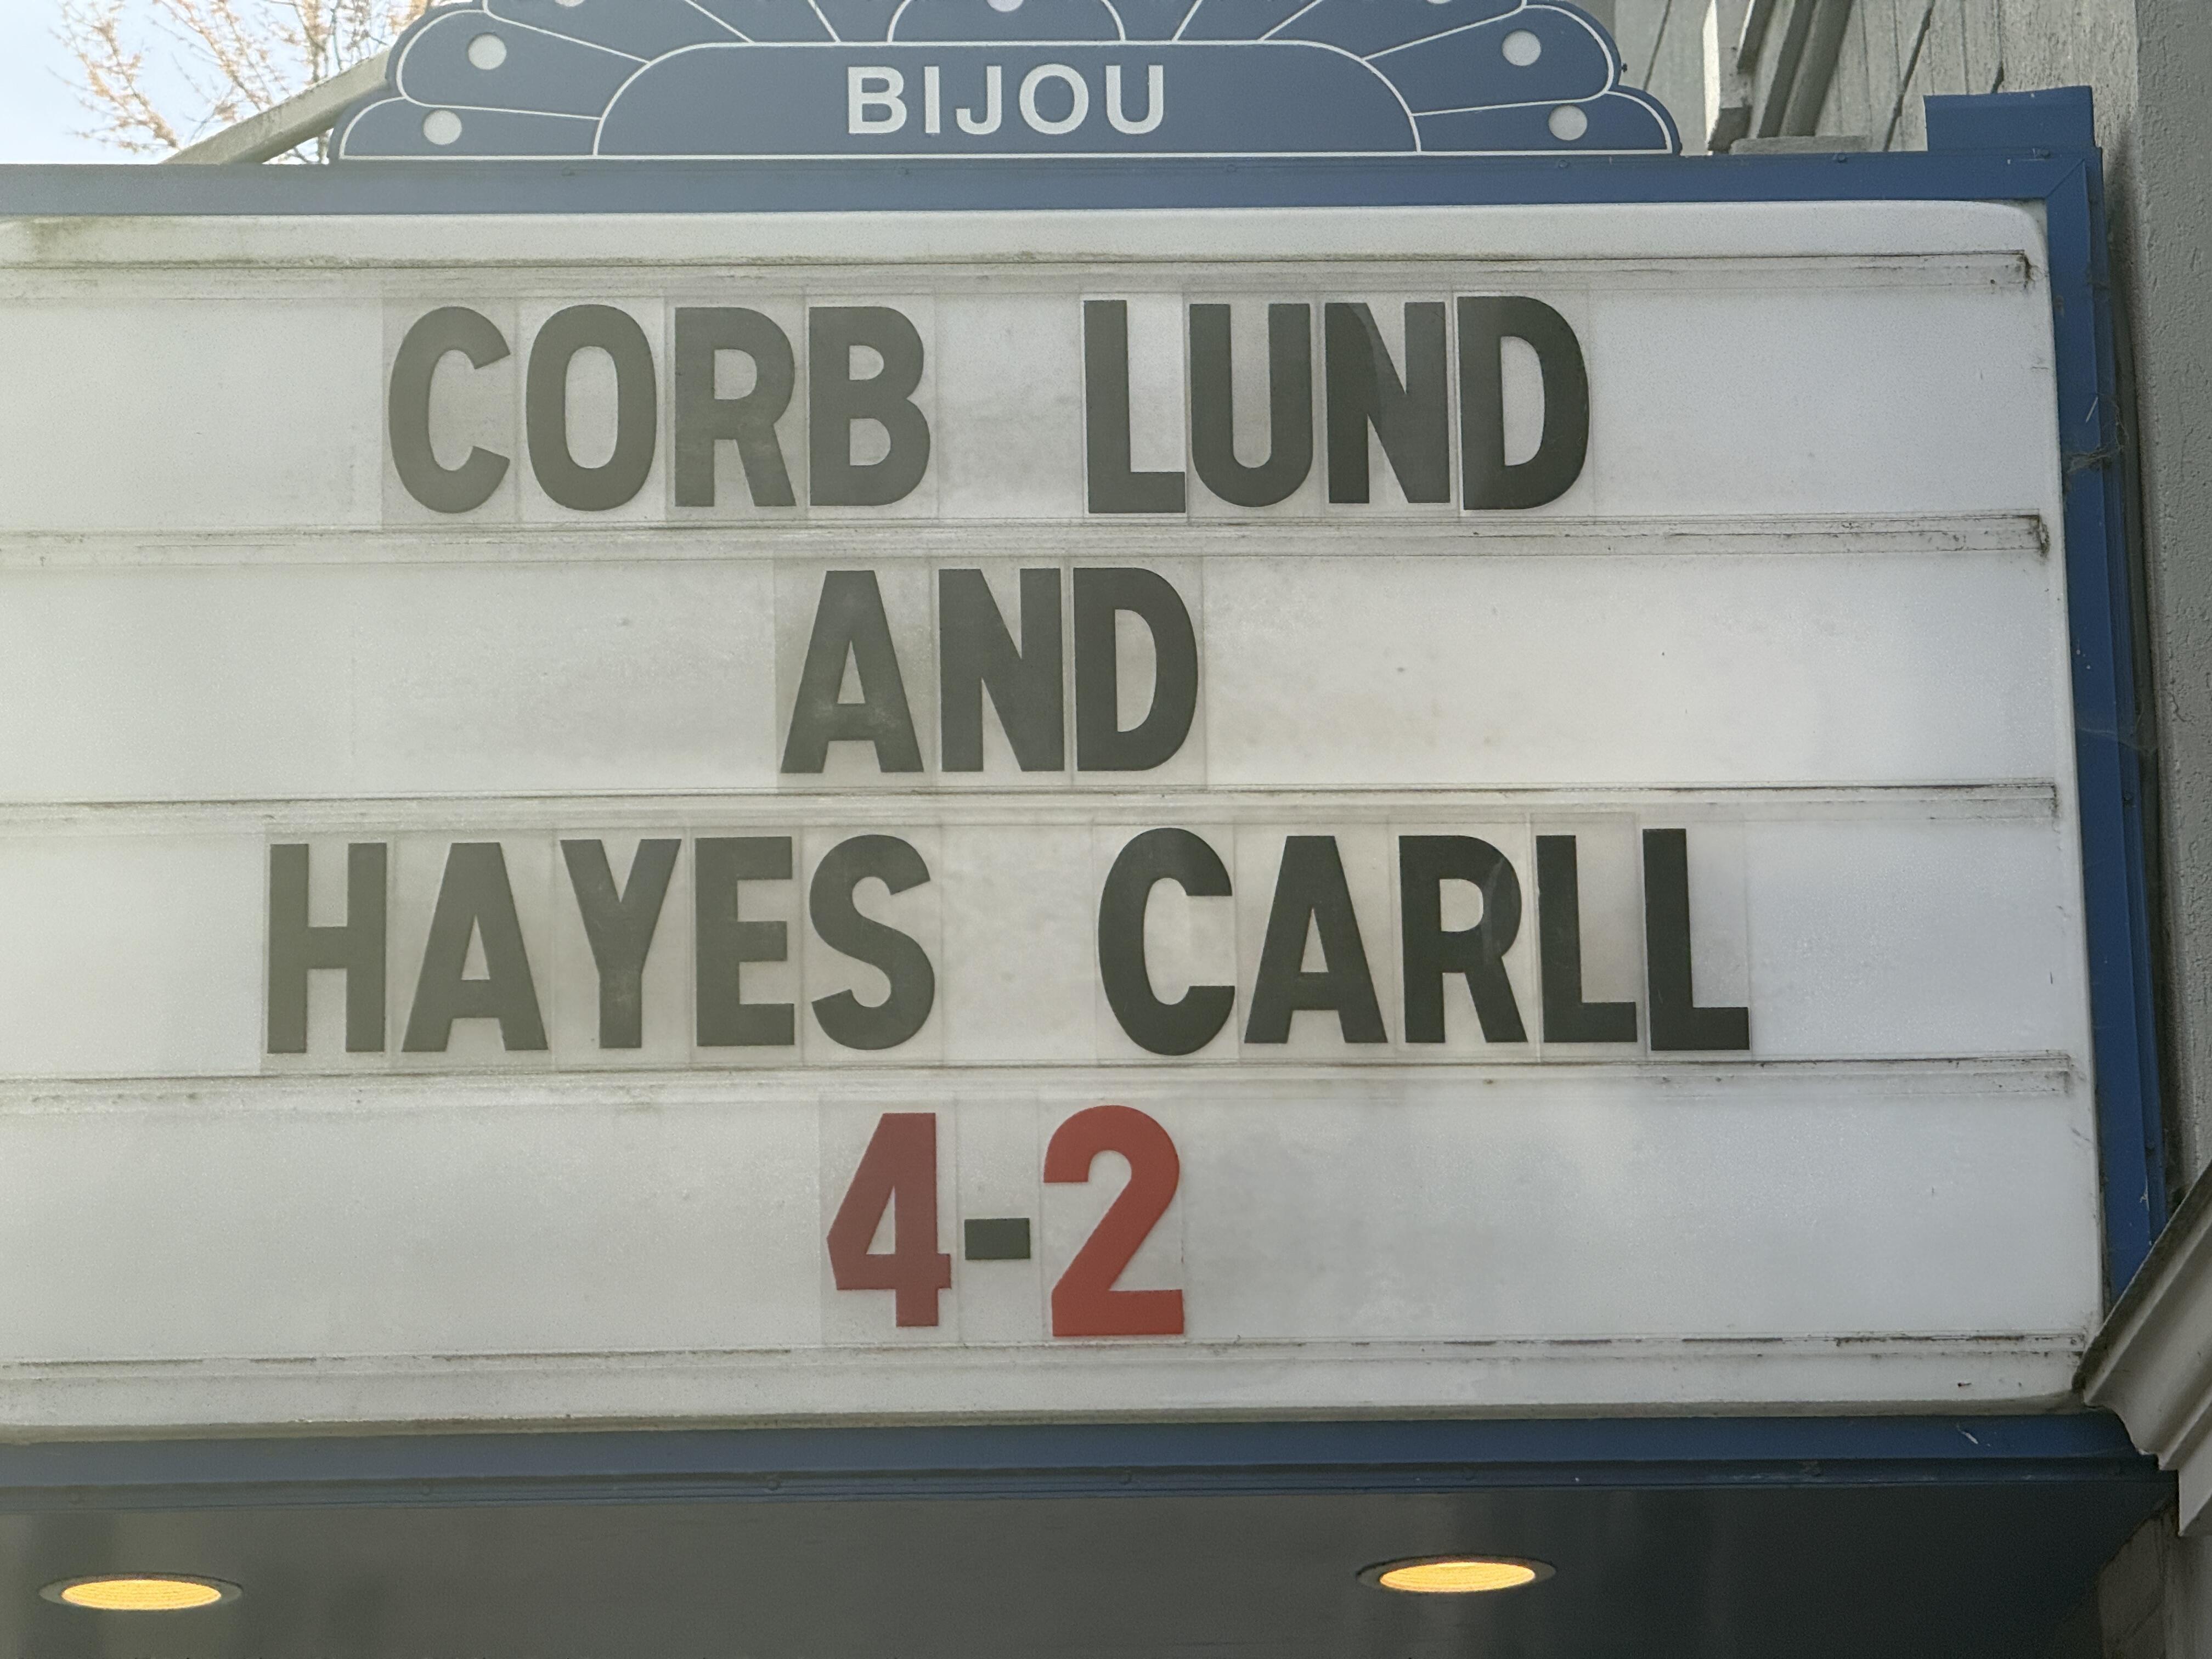 BIJOU
CORB LUND
AND
HAYES CARLL
4-2